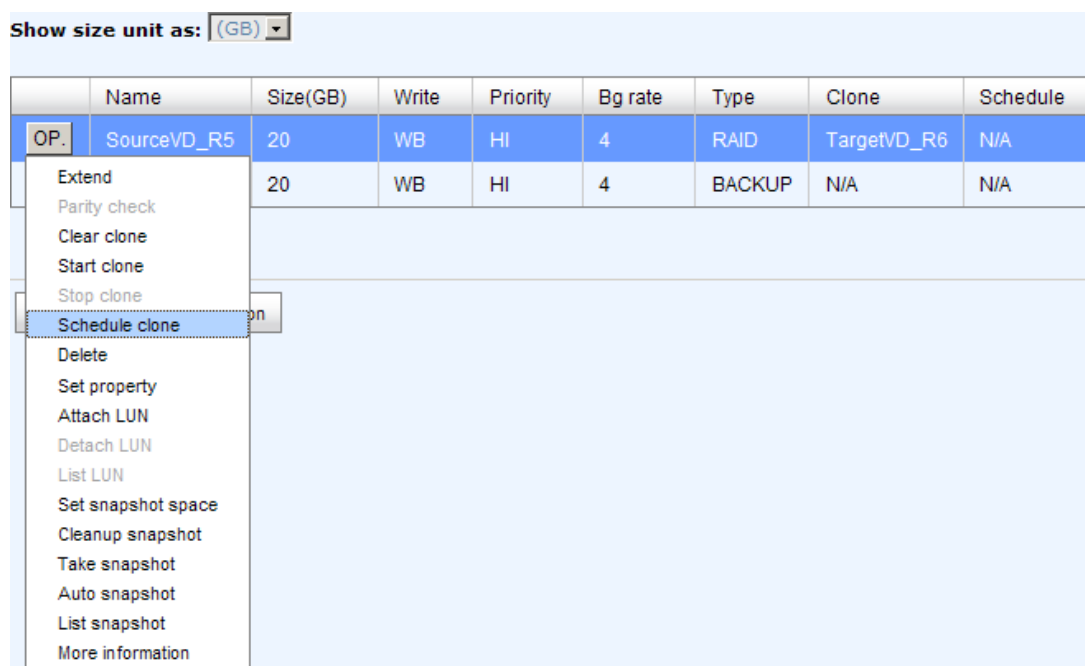 Show size unit as: (GB)
Name Size(GB) Write Priority Bg rate Type Clone Schedule
OP. SourceVD_R5 20 WB HI 4 RAID TargetVD_R6 N/A
20 WB HI 4 BACKUP N/A N/A
Extend
Parity check
Clear clone
Start clone
Stop clone
on
Schedule clone
Delete
Set property
Attach LUN
Detach LUN
List LUN
Set snapshot space
Cleanup snapshot
Take snapshot
Auto snapshot
List snapshot
More information